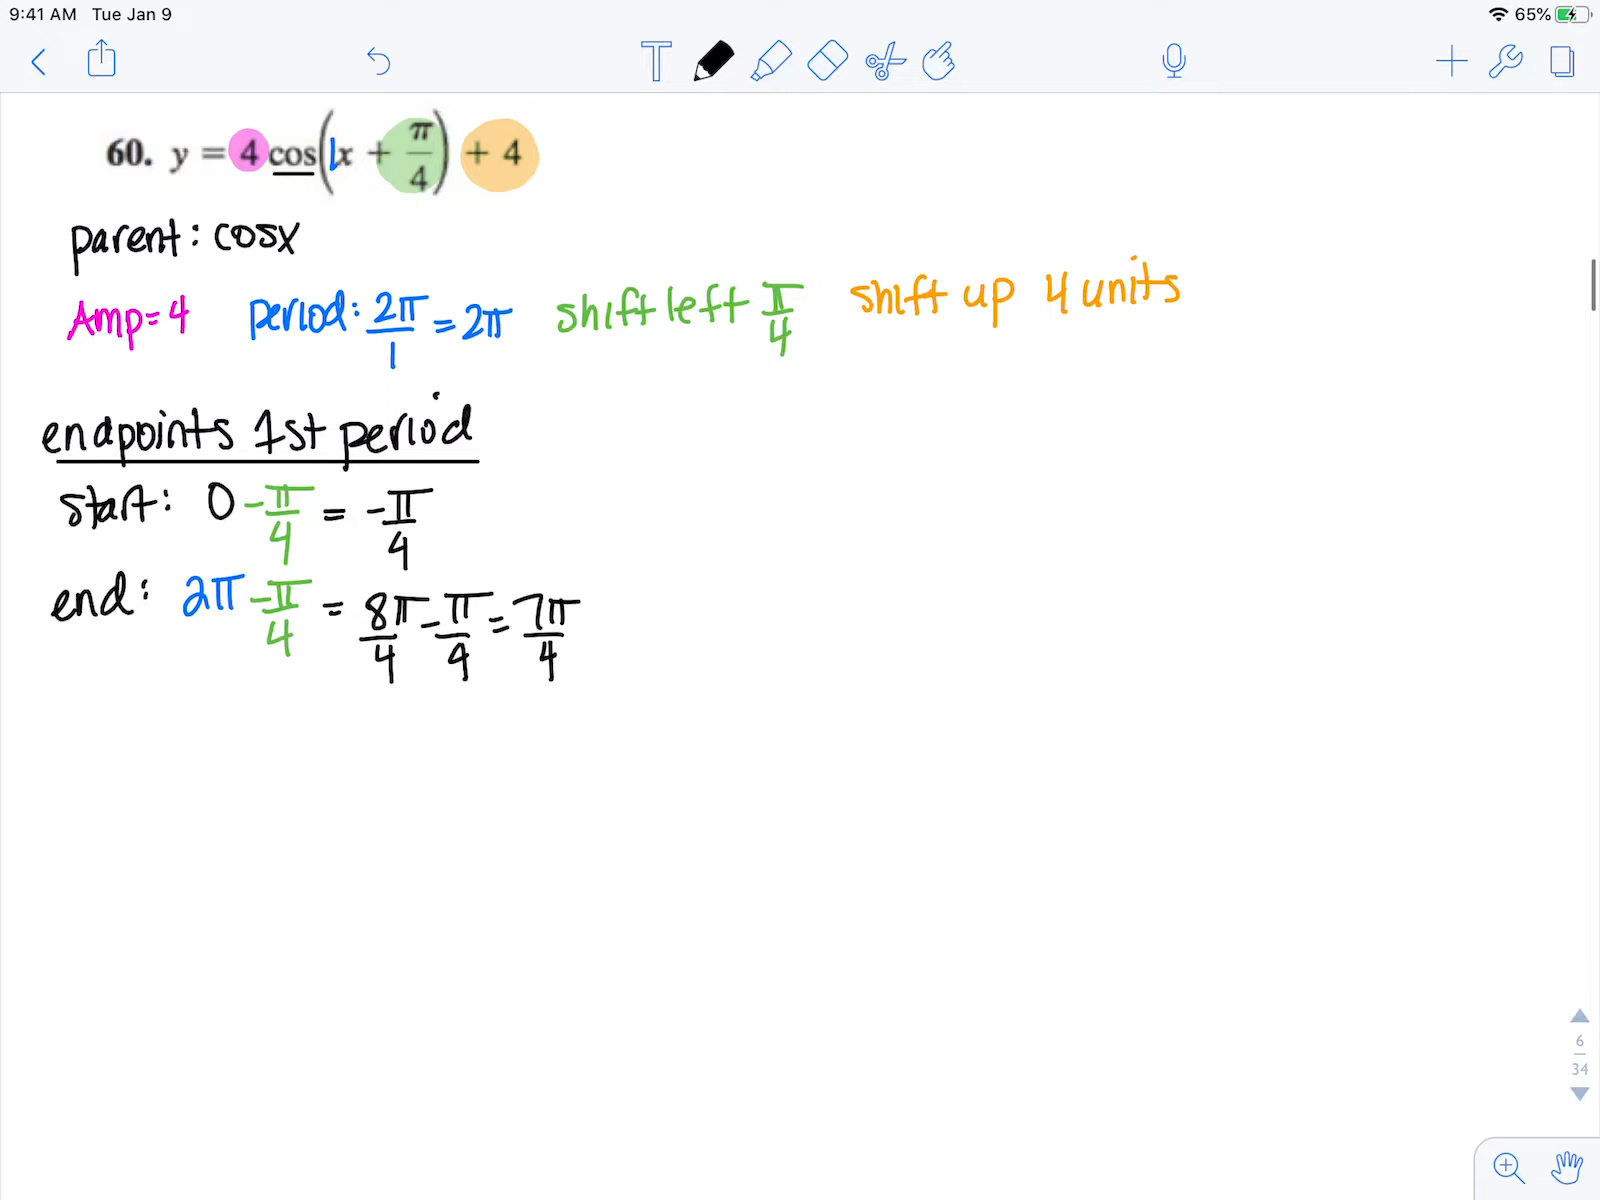 9:41 AM Tue Jan 9 65%
60. y = 4 cos(1x + π/4) + 4
parent: cosx
Amp=4 period: 2π/1 = 2π shift left π/4 shift up 4 units
endpoints 1st period
start: 0 - π/4 = -π/4
end: 2π - π/4 = 8π/4 - π/4 = 7π/4
6
34